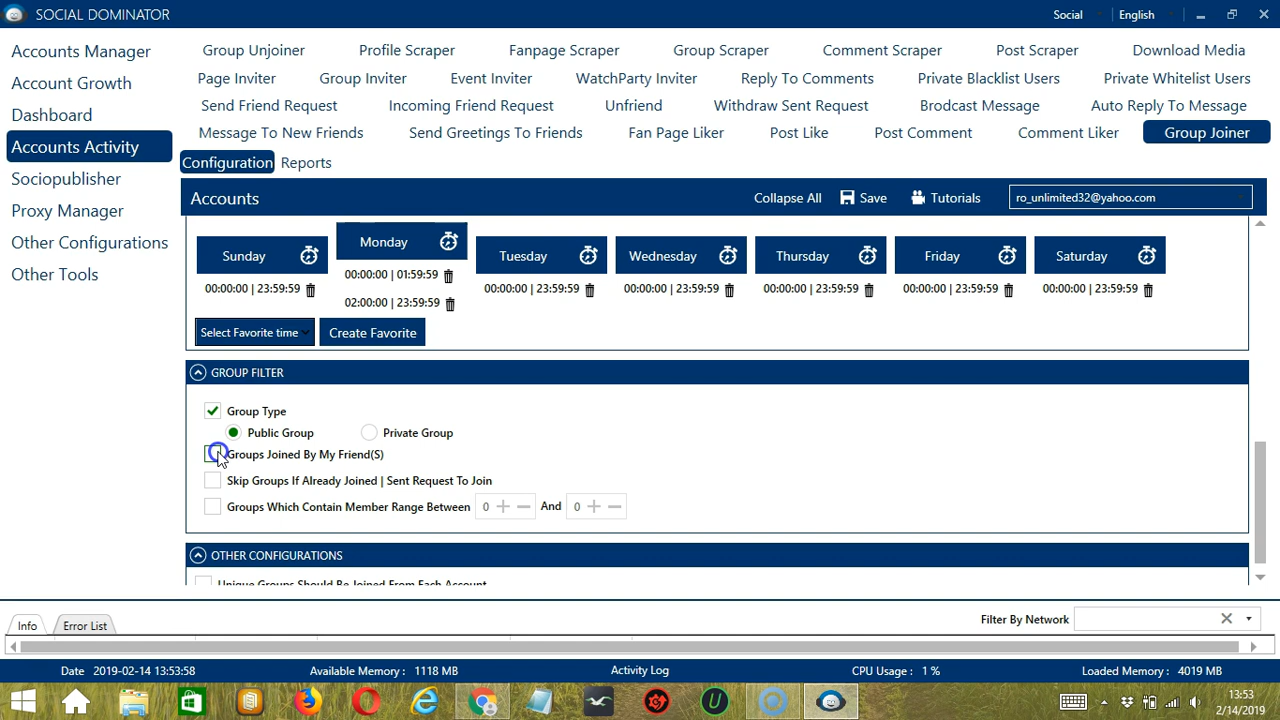 SOCIAL DOMINATOR Social English
Accounts Manager
Account Growth
Dashboard
Accounts Activity
Sociopublisher
Proxy Manager
Other Configurations
Other Tools
Group Unjoiner Profile Scraper Fanpage Scraper Group Scraper Comment Scraper Post Scraper Download Media
Page Inviter Group Inviter Event Inviter WatchParty Inviter Reply To Comments Private Blacklist Users Private Whitelist Users
Send Friend Request Incoming Friend Request Unfriend Withdraw Sent Request Brodcast Message Auto Reply To Message
Message To New Friends Send Greetings To Friends Fan Page Liker Post Like Post Comment Comment Liker Group Joiner
Configuration Reports
Accounts Collapse All Save Tutorials ro_unlimited32@yahoo.com
Sunday Monday Tuesday Wednesday Thursday Friday Saturday
00:00:00 | 23:59:59 00:00:00 | 01:59:59 00:00:00 | 23:59:59 00:00:00 | 23:59:59 00:00:00 | 23:59:59 00:00:00 | 23:59:59 00:00:00 | 23:59:59
02:00:00 | 23:59:59
Select Favorite time Create Favorite
GROUP FILTER
Group Type
Public Group Private Group
Groups Joined By My Friend(S)
Skip Groups If Already Joined | Sent Request To Join
Groups Which Contain Member Range Between 0 And 0
OTHER CONFIGURATIONS
Unique Groups Should Be Joined From Each Account
Info Error List Filter By Network
Date 2019-02-14 13:53:58 Available Memory : 1118 MB Activity Log CPU Usage : 1 % Loaded Memory : 4019 MB
13:53
2/14/2019